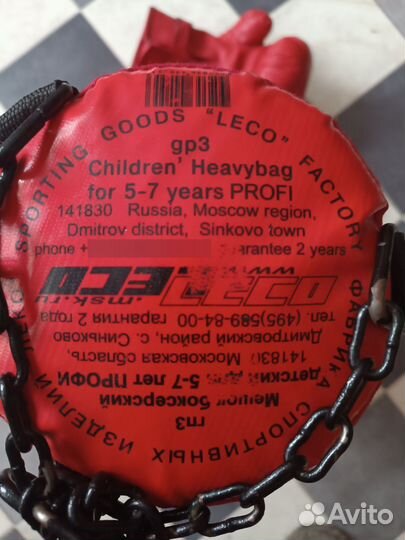 SPORTING GOODS "LECO" FACTORY
gp3
Children' Heavybag
for 5-7 years PROFI
141830 Russia, Moscow region,
Dmitrov district, Sinkovo town
phone + guarantee 2 years
ФАБРИКА СПОРТИВНЫХ ИЗДЕЛИЙ
гп3
Мешок боксерский
детский для 5-7 лет ПРОФИ
141830 Московская область,
Дмитровский район, с. Синьково
тел. (495)589-84-00 гарантия 2 года
www. .msk.ru
Avito